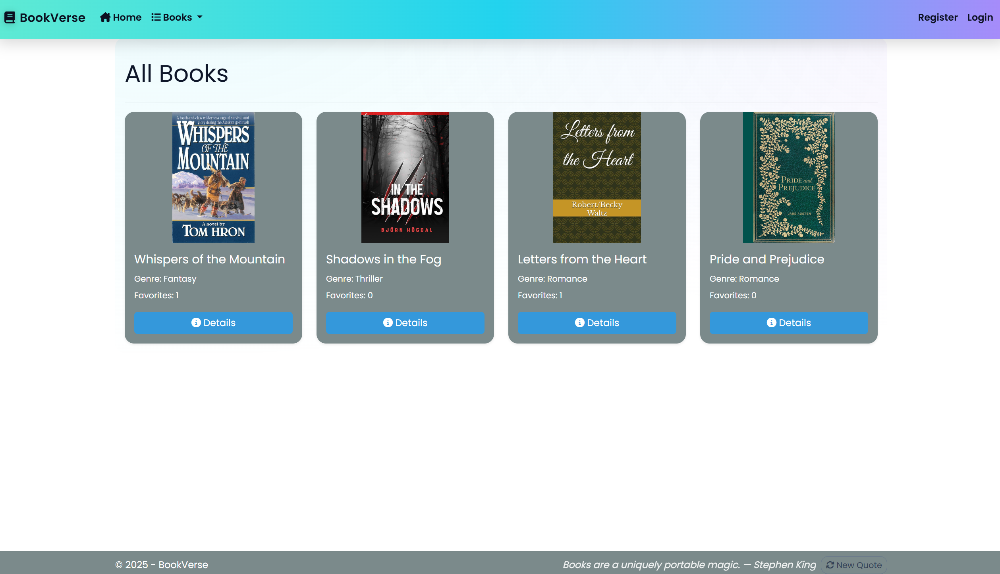 BookVerse Home Books Register Login
All Books
A tooth-and-claw wilderness saga of survival and
glory during the Alaskan gold rush
WHISPERS
OF THE
MOUNTAIN
A novel by
TOM HRON
IN THE
SHADOWS
BJÖRN HÖGDAL
Letters from
the Heart
Robert/Becky
Waltz
PRIDE and
PREJUDICE
JANE AUSTEN
Whispers of the Mountain
Genre: Fantasy
Favorites: 1
Details
Shadows in the Fog
Genre: Thriller
Favorites: 0
Details
Letters from the Heart
Genre: Romance
Favorites: 1
Details
Pride and Prejudice
Genre: Romance
Favorites: 0
Details
© 2025 - BookVerse
Books are a uniquely portable magic. — Stephen King
New Quote